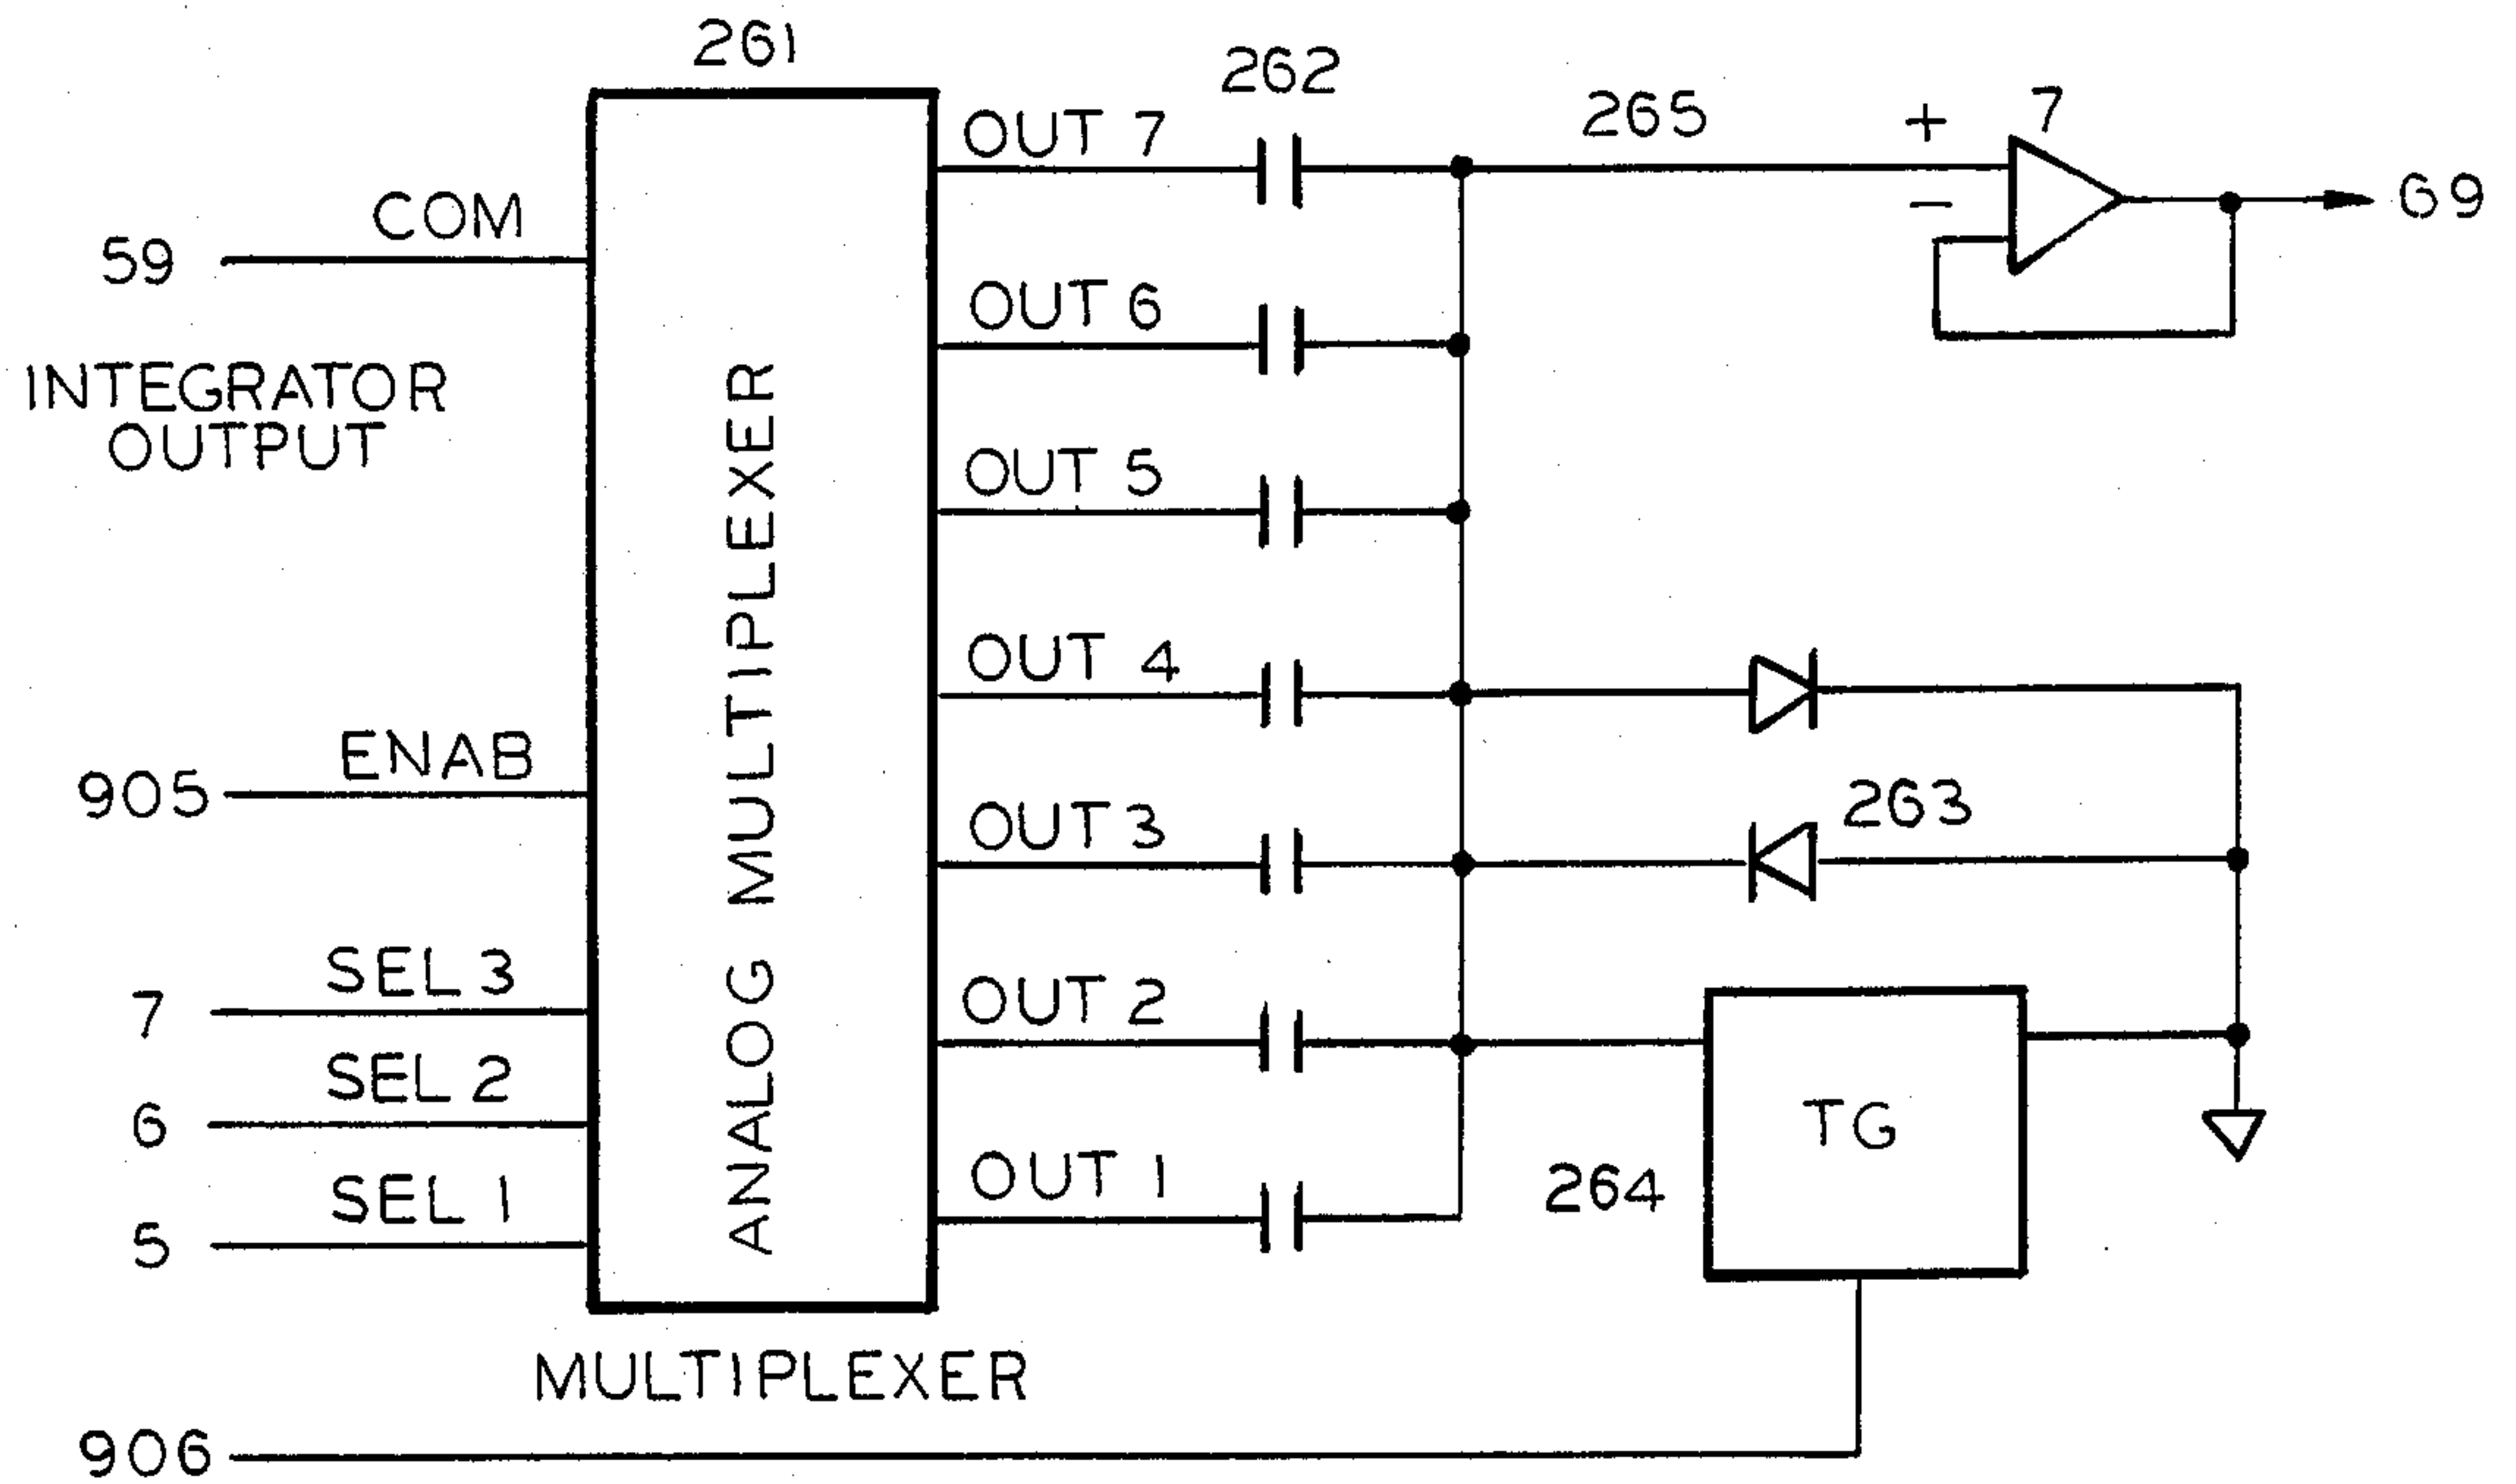 261
262
OUT 7
265
+
7
−
69
COM
59
INTEGRATOR
OUTPUT
OUT 6
OUT 5
OUT 4
ENAB
905
OUT 3
263
SEL 3
7
OUT 2
SEL 2
6
TG
OUT 1
264
SEL 1
5
ANALOG MULTIPLEXER
MULTIPLEXER
906